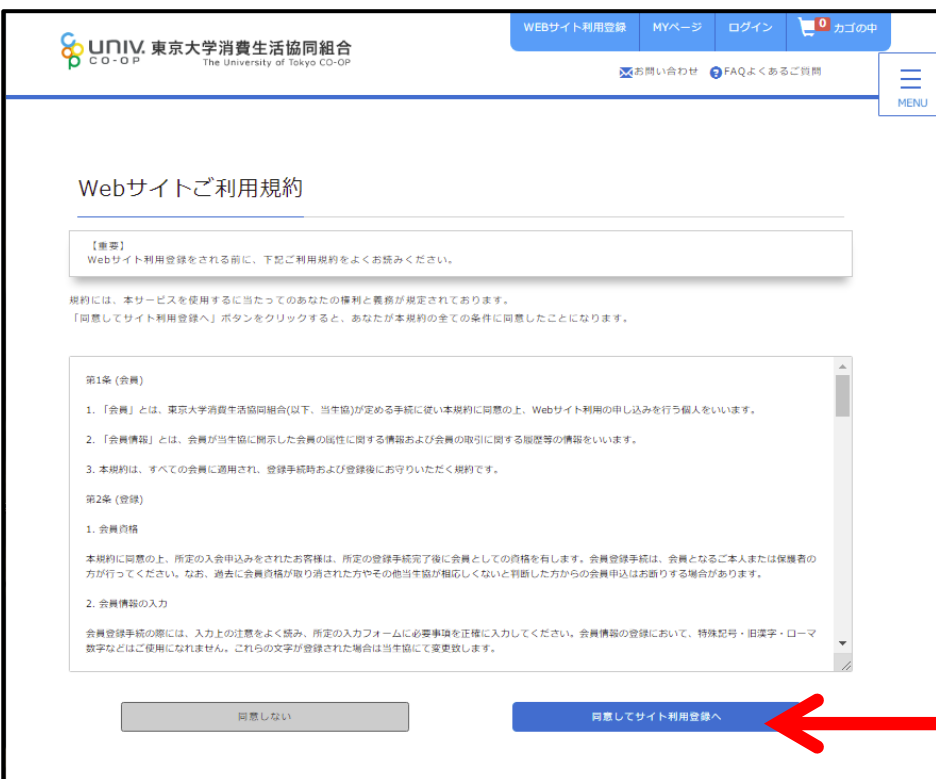 WEBサイト利用登録 MYページ ログイン 0 カゴの中
UNIV. 東京大学消費生活協同組合
CO-OP The University of Tokyo CO-OP
お問い合わせ ?FAQよくあるご質問
MENU
Webサイトご利用規約
【重要】
Webサイト利用登録をされる前に、下記ご利用規約をよくお読みください。
規約には、本サービスを使用するに当たってのあなたの権利と義務が規定されております。
「同意してサイト利用登録へ」ボタンをクリックすると、あなたが本規約の全ての条件に同意したことになります。
第1条 (会員)
1. 「会員」とは、東京大学消費生活協同組合(以下、当生協)が定める手続に従い本規約に同意の上、Webサイト利用の申し込みを行う個人をいいます。
2. 「会員情報」とは、会員が当生協に開示した会員の属性に関する情報および会員の取引に関する履歴等の情報をいいます。
3. 本規約は、すべての会員に適用され、登録手続時および登録後にお守りいただく規約です。
第2条 (登録)
1. 会員資格
本規約に同意の上、所定の入会申込みをされたお客様は、所定の登録手続完了後に会員としての資格を有します。会員登録手続は、会員となるご本人または保護者の
方が行ってください。なお、過去に会員資格が取り消された方やその他当生協が相応しくないと判断した方からの会員申込はお断りする場合があります。
2. 会員情報の入力
会員登録手続の際には、入力上の注意をよく読み、所定の入力フォームに必要事項を正確に入力してください。会員情報の登録において、特殊記号・旧漢字・ローマ
数字などはご使用になれません。これらの文字が登録された場合は当生協にて変更致します。
同意しない 同意してサイト利用登録へ